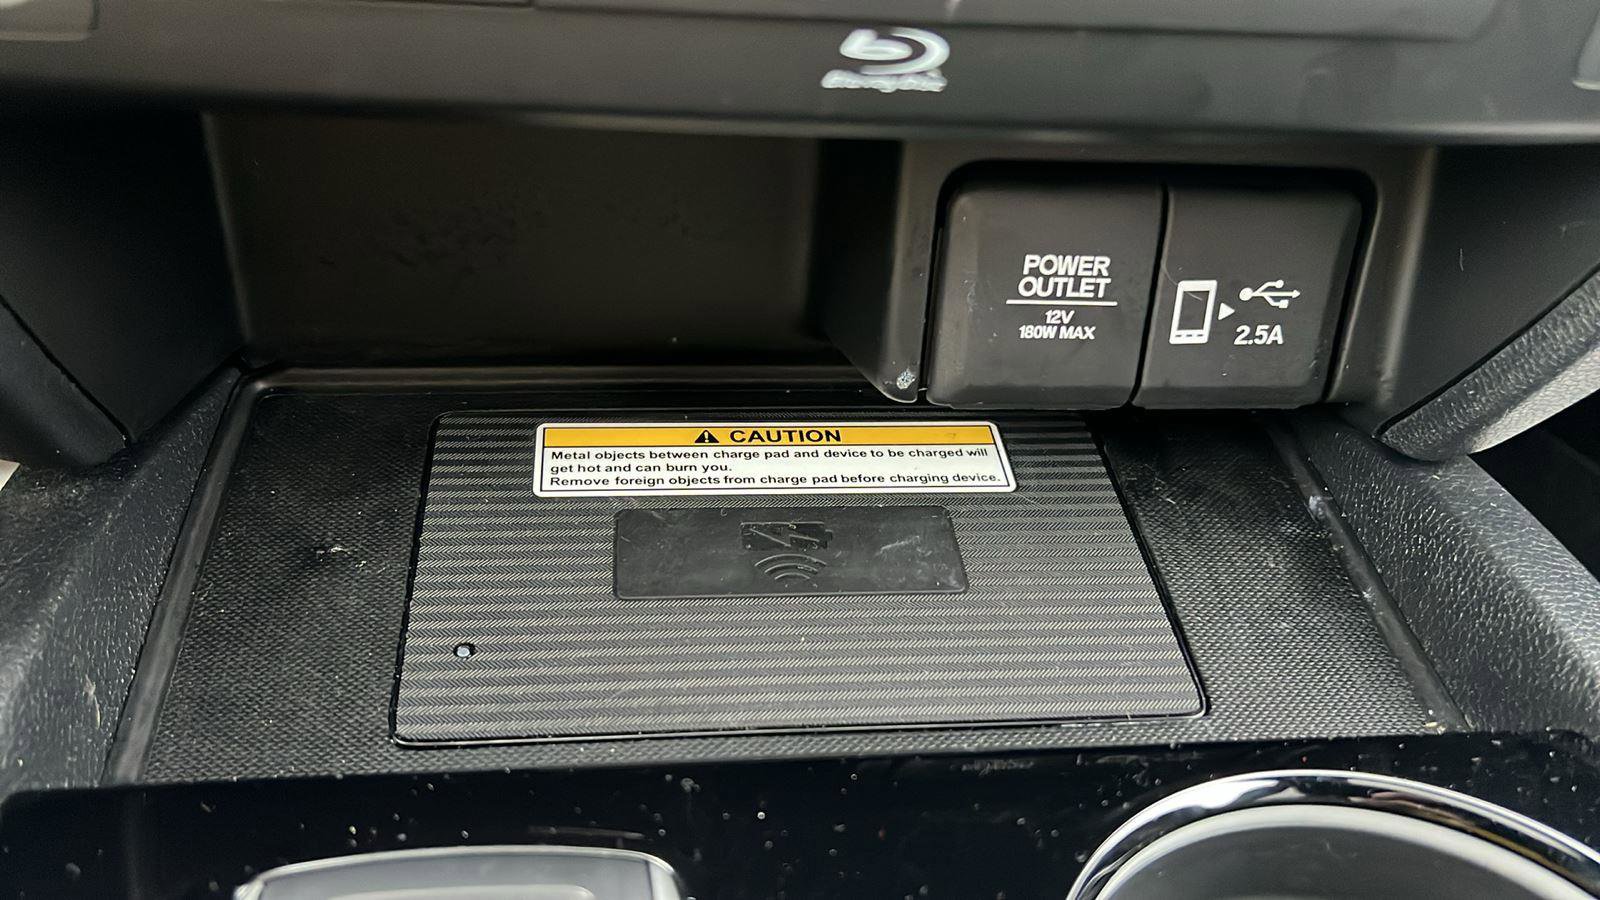 POWER
OUTLET
12V
180W MAX
2.5A
CAUTION
Metal objects between charge pad and device to be charged will
get hot and can burn you.
Remove foreign objects from charge pad before charging device.